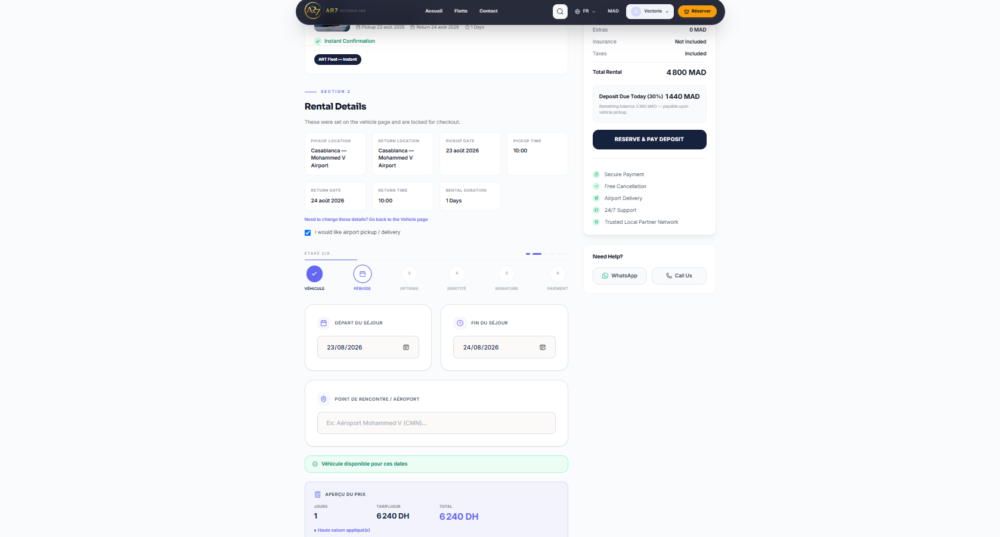 AR7 AR7 VICTORIA CAR
Accueil Flotte Contact
FR MAD Vectoria Réserver
Pickup 23 août 2026 Return 24 août 2026 1 Days
Instant Confirmation
ART Fleet — Instant
SECTION 2
Rental Details
These were set on the vehicle page and are locked for checkout.
PICKUP LOCATION
Casablanca —
Mohammed V
Airport
RETURN LOCATION
Casablanca —
Mohammed V
Airport
PICKUP DATE
23 août 2026
PICKUP TIME
10:00
RETURN DATE
24 août 2026
RETURN TIME
10:00
RENTAL DURATION
1 Days
Need to change these details? Go back to the Vehicle page
I would like airport pickup / delivery
ÉTAPE 2/6
3 4 5 6
VÉHICULE PÉRIODE OPTIONS IDENTITÉ SIGNATURE PAIEMENT
DÉPART DU SÉJOUR
23/08/2026
FIN DU SÉJOUR
24/08/2026
POINT DE RENCONTRE / AÉROPORT
Ex: Aéroport Mohammed V (CMN)...
Véhicule disponible pour ces dates
APERÇU DU PRIX
JOURS TARIF/JOUR TOTAL
1 6 240 DH 6 240 DH
Haute saison appliqué(e)
Extras 0 MAD
Insurance Not included
Taxes Included
Total Rental 4 800 MAD
Deposit Due Today (30%) 1 440 MAD
Remaining balance 3 360 MAD — payable upon
vehicle pickup.
RESERVE & PAY DEPOSIT
Secure Payment
Free Cancellation
Airport Delivery
24/7 Support
Trusted Local Partner Network
Need Help?
WhatsApp Call Us